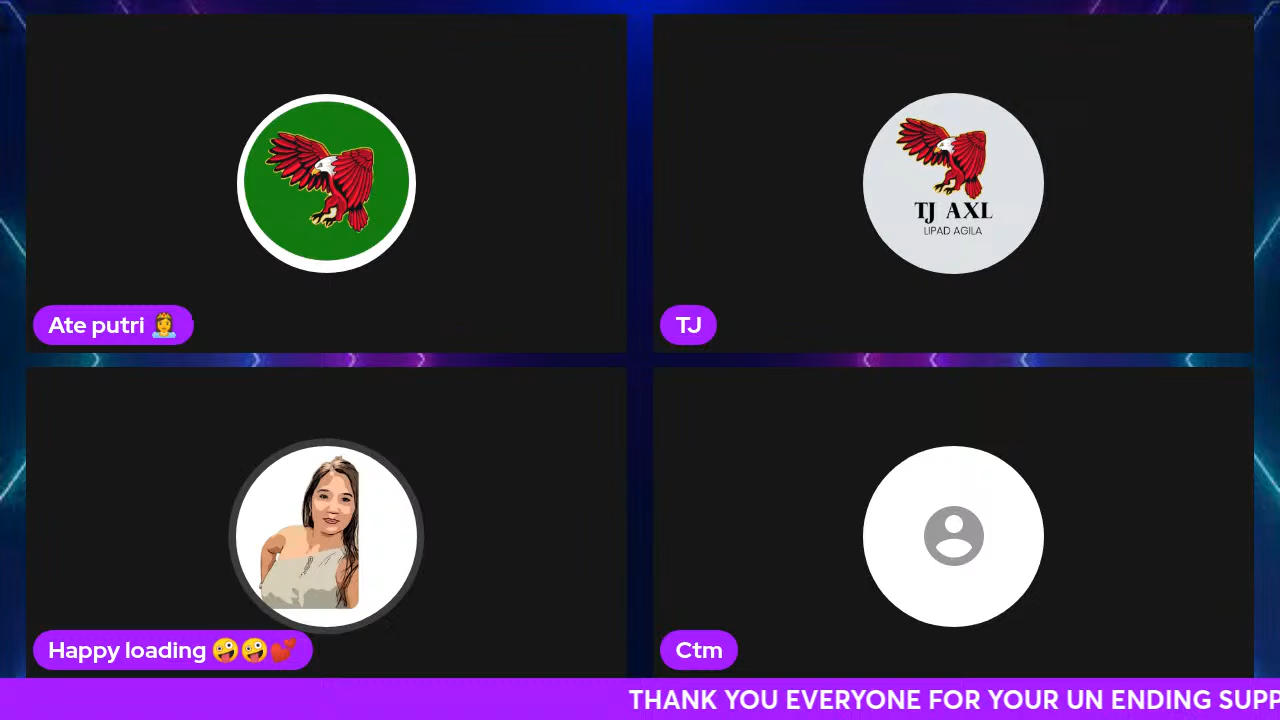 TJ AXL
LIPAD AGILA
Ate putri 👸
TJ
Happy loading 🤪🤪💕
Ctm
THANK YOU EVERYONE FOR YOUR UN ENDING SUPP